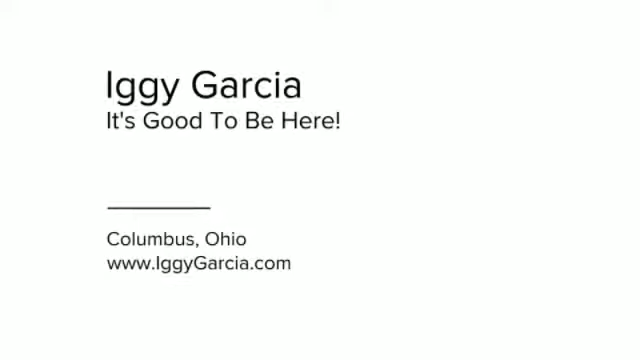 Iggy Garcia
It's Good To Be Here!
Columbus, Ohio
www.IggyGarcia.com